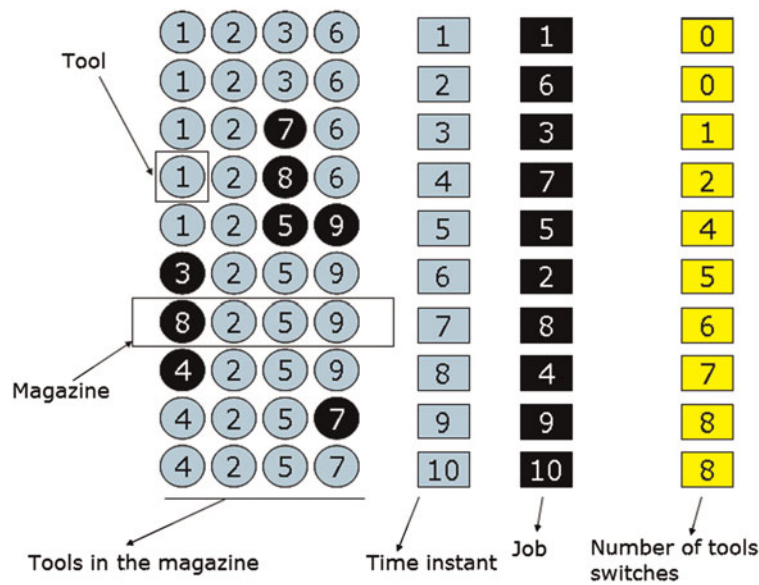 1 2 3 6 1 1 0
Tool
1 2 3 6 2 6 0
1 2 7 6 3 3 1
1 2 8 6 4 7 2
1 2 5 9 5 5 4
3 2 5 9 6 2 5
8 2 5 9 7 8 6
Magazine
4 2 5 9 8 4 7
4 2 5 7 9 9 8
4 2 5 7 10 10 8
Tools in the magazine Time instant Job Number of tools
switches